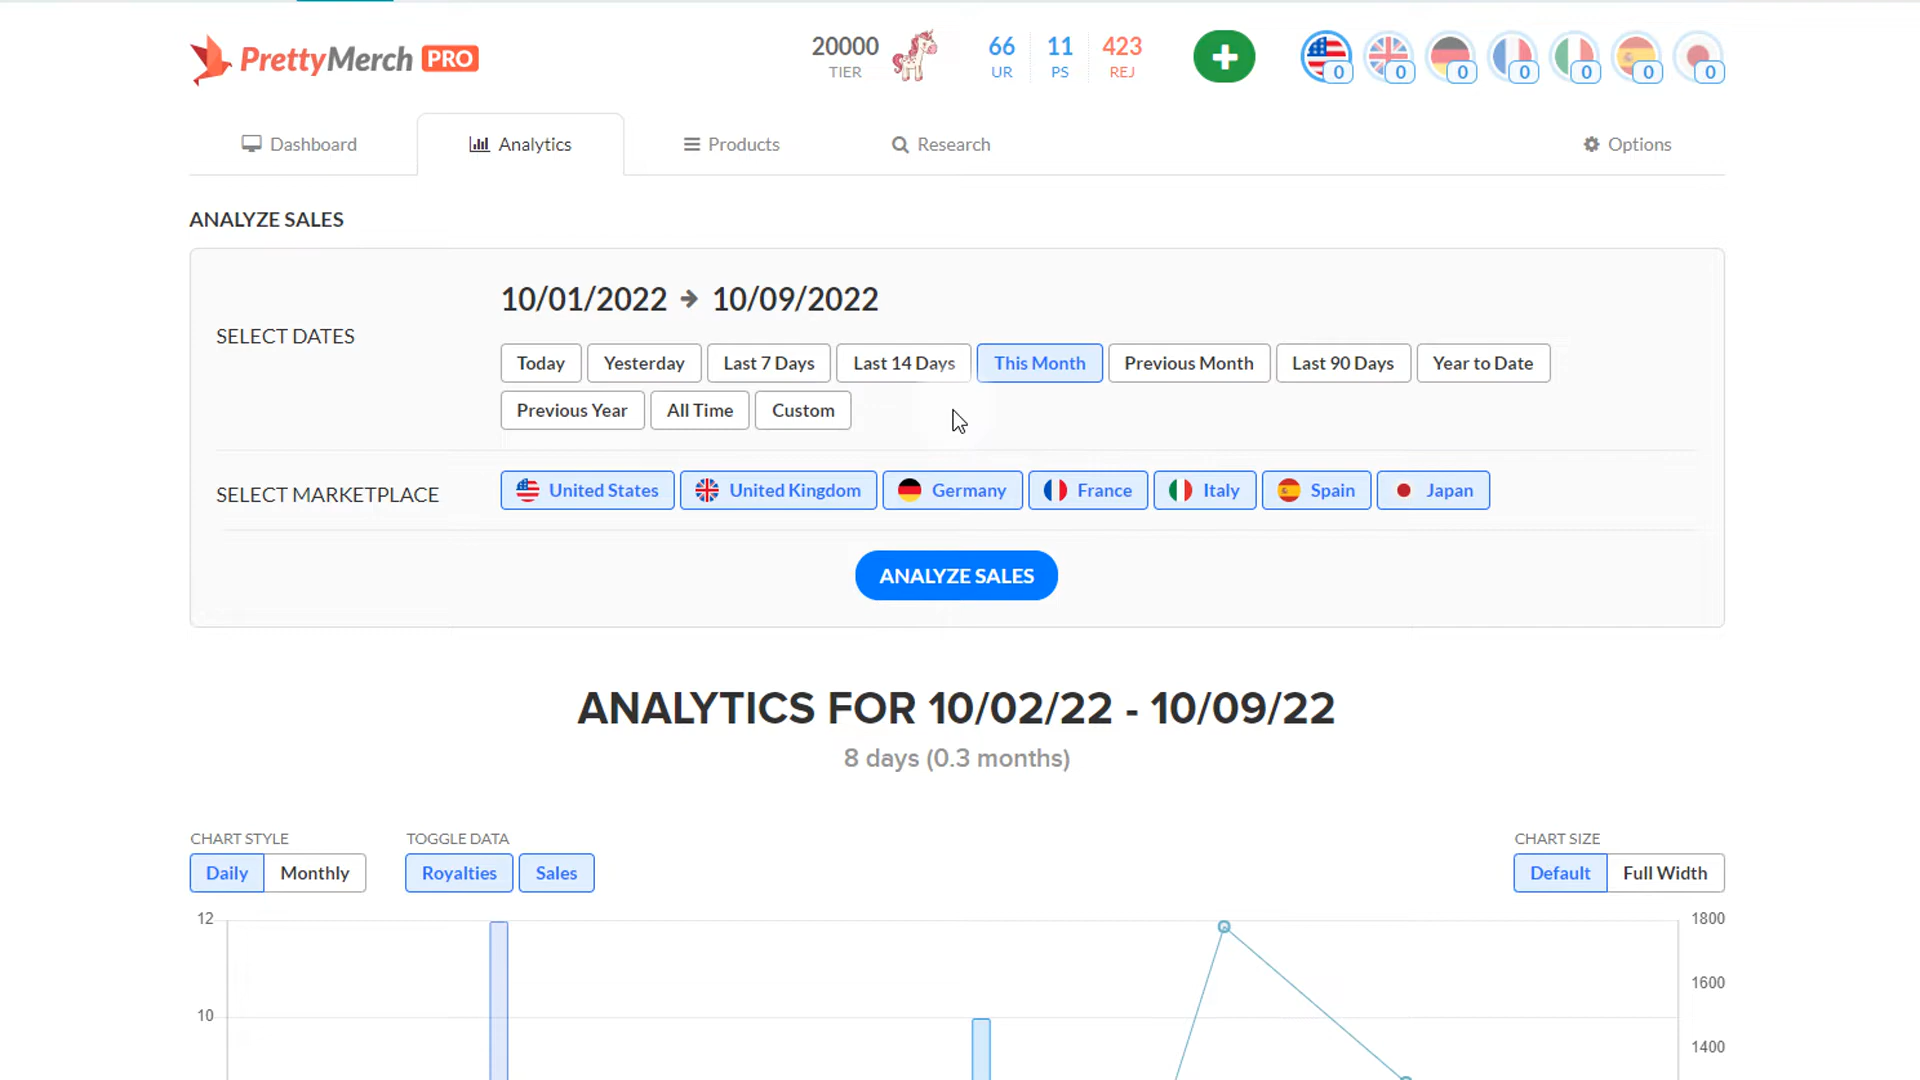 PrettyMerch PRO
20000
TIER
66
UR
11
PS
423
REJ
0
0
0
0
0
0
0
Dashboard
Analytics
Products
Research
Options
ANALYZE SALES
SELECT DATES
10/01/2022 → 10/09/2022
Today
Yesterday
Last 7 Days
Last 14 Days
This Month
Previous Month
Last 90 Days
Year to Date
Previous Year
All Time
Custom
SELECT MARKETPLACE
United States
United Kingdom
Germany
France
Italy
Spain
Japan
ANALYZE SALES
ANALYTICS FOR 10/02/22 - 10/09/22
8 days (0.3 months)
CHART STYLE
Daily
Monthly
TOGGLE DATA
Royalties
Sales
CHART SIZE
Default
Full Width
12
1800
1600
10
1400